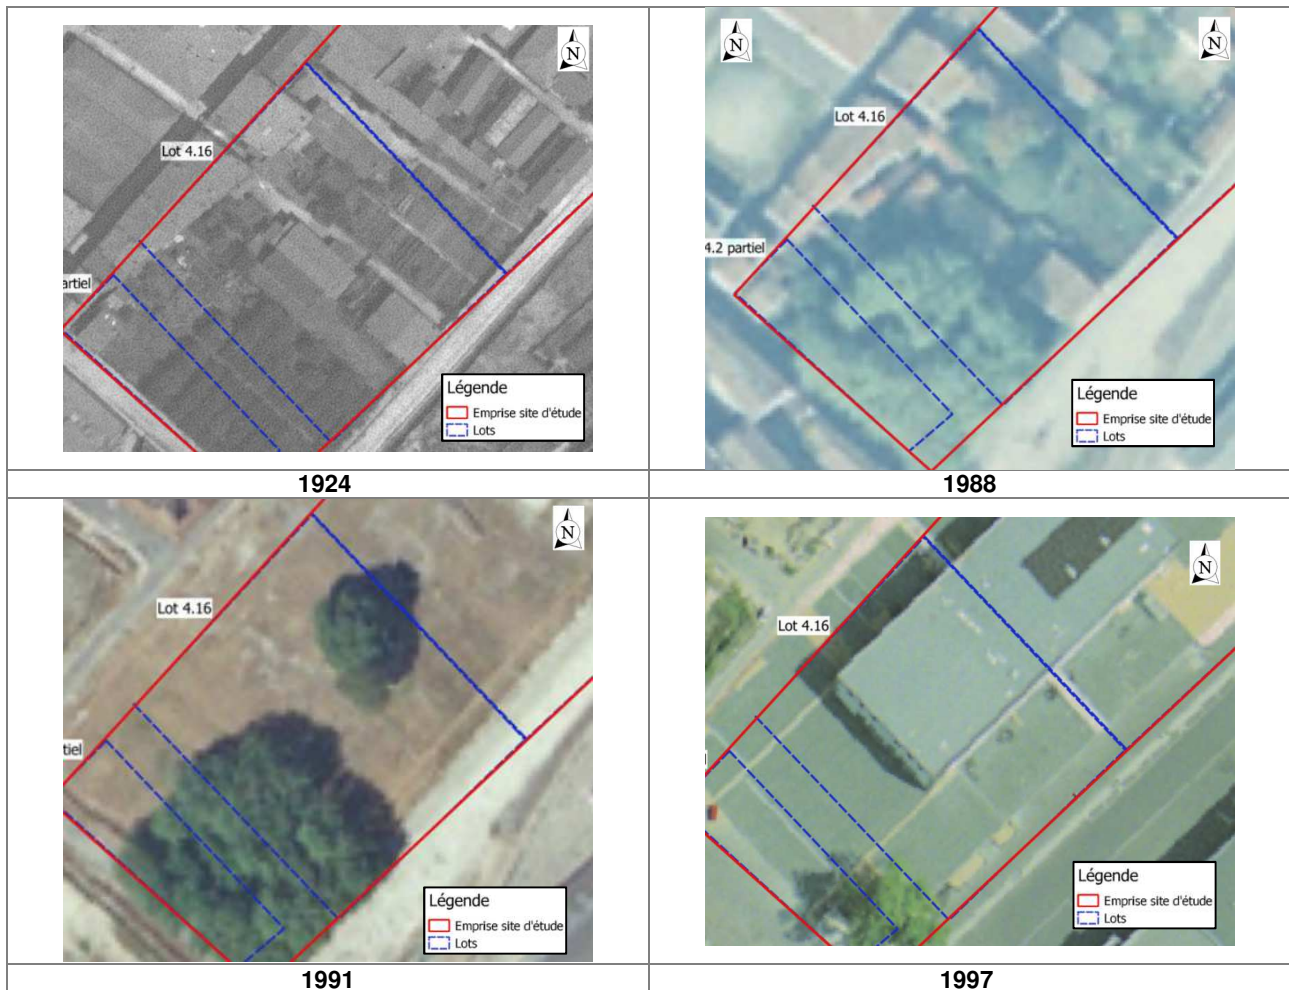 N
Lot 4.16
artiel
Légende
Emprise site d'étude
Lots
1924
N
N
Lot 4.16
4.2 partiel
Légende
Emprise site d'étude
Lots
1988
N
Lot 4.16
tiel
Légende
Emprise site d'étude
Lots
1991
N
Lot 4.16
Légende
Emprise site d'étude
Lots
1997